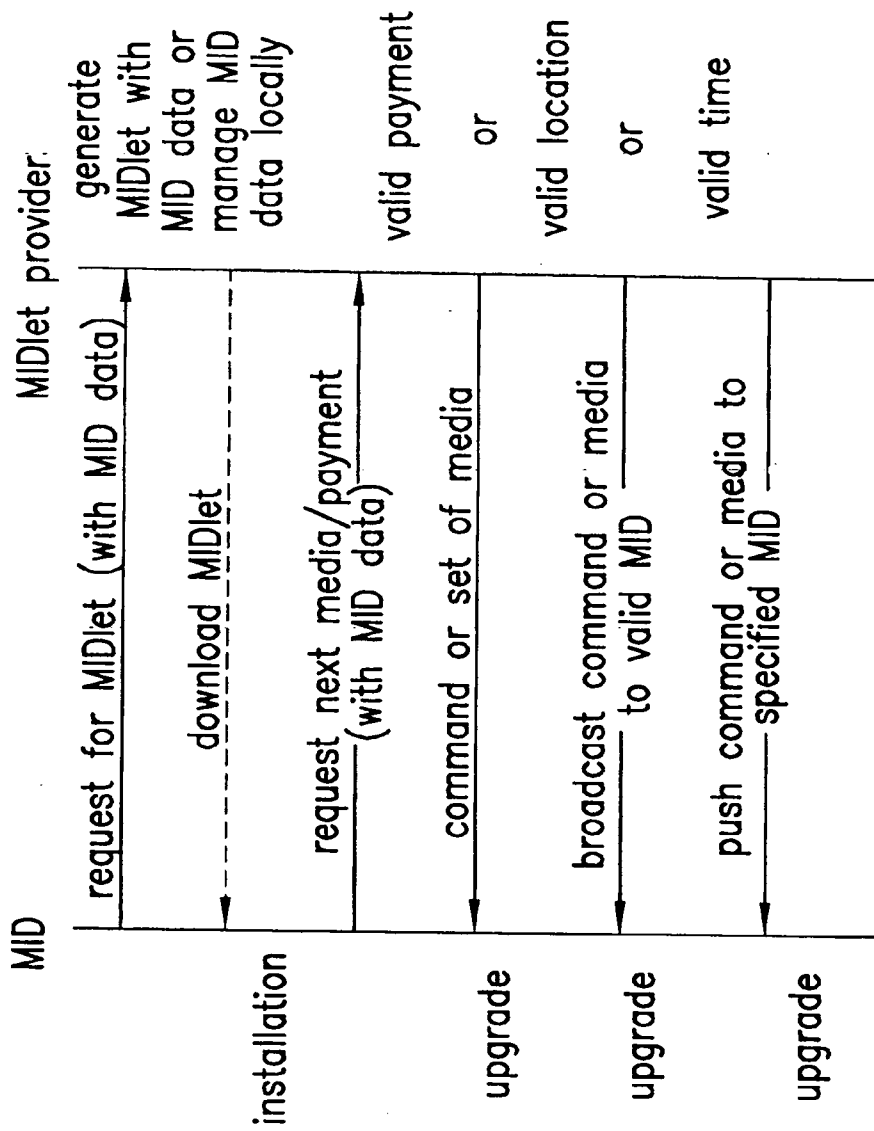 MID
MIDlet provider
request for MIDlet (with MID data)
generate
MIDlet with
MID data or
manage MID
data locally
download MIDlet
installation
request next media/payment
(with MID data)
valid payment
or
valid location
or
valid time
command or set of media
upgrade
broadcast command or media
to valid MID
upgrade
push command or media to
specified MID
upgrade